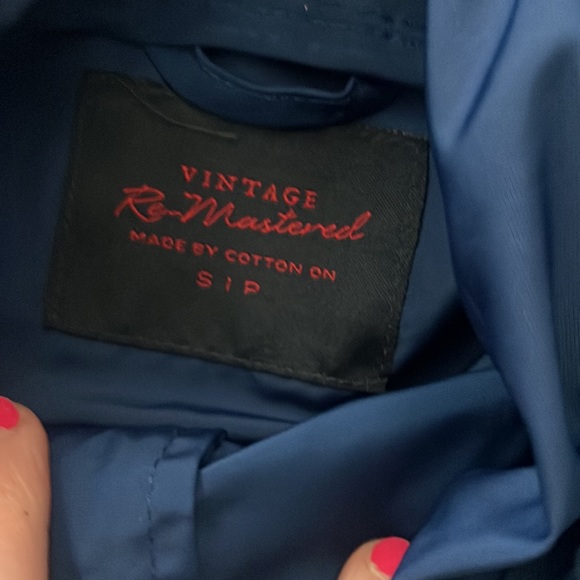 VINTAGE
Re-Mastered
MADE BY COTTON ON
S i P